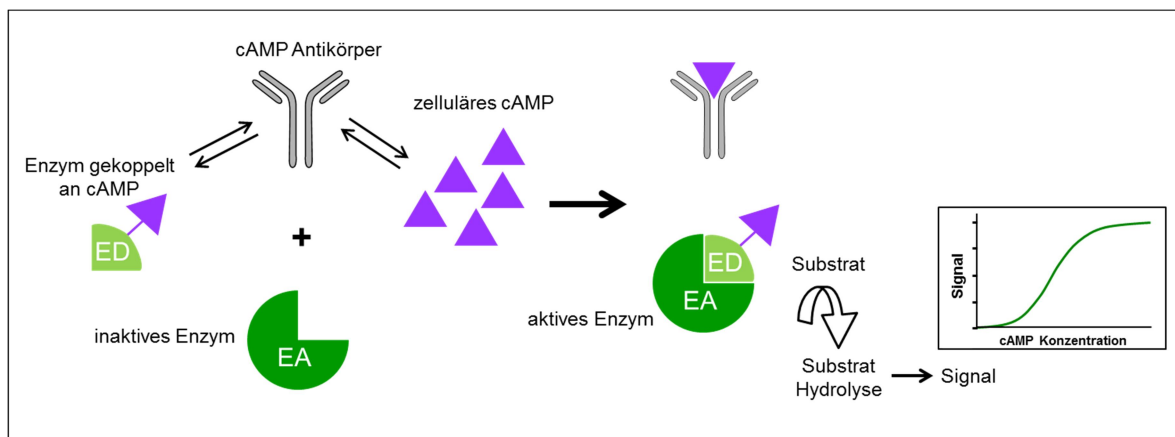 cAMP Antikörper
zelluläres cAMP
Enzym gekoppelt
an cAMP
ED
+
inaktives Enzym
EA
ED
EA
aktives Enzym
Substrat
Substrat
Hydrolyse
Signal
Signal
cAMP Konzentration